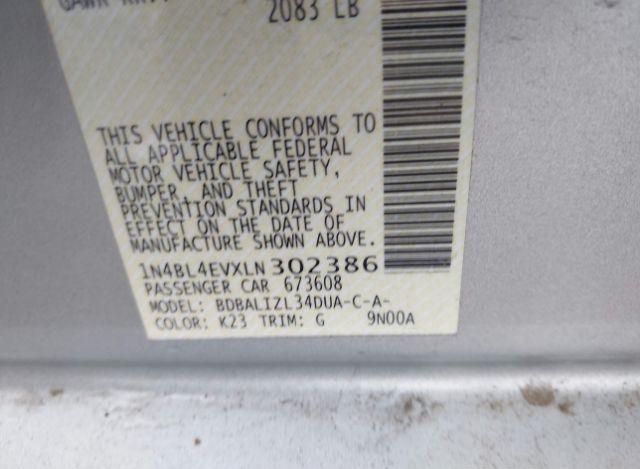 2083 LB
THIS VEHICLE CONFORMS TO
ALL APPLICABLE FEDERAL
MOTOR VEHICLE SAFETY,
BUMPER, AND THEFT
PREVENTION STANDARDS IN
EFFECT ON THE DATE OF
MANUFACTURE SHOWN ABOVE.
1N4BL4EVXLN302386
PASSENGER CAR 673608
MODEL: BDBALIZL34DUA-C-A-
COLOR: K23 TRIM: G 9N00A